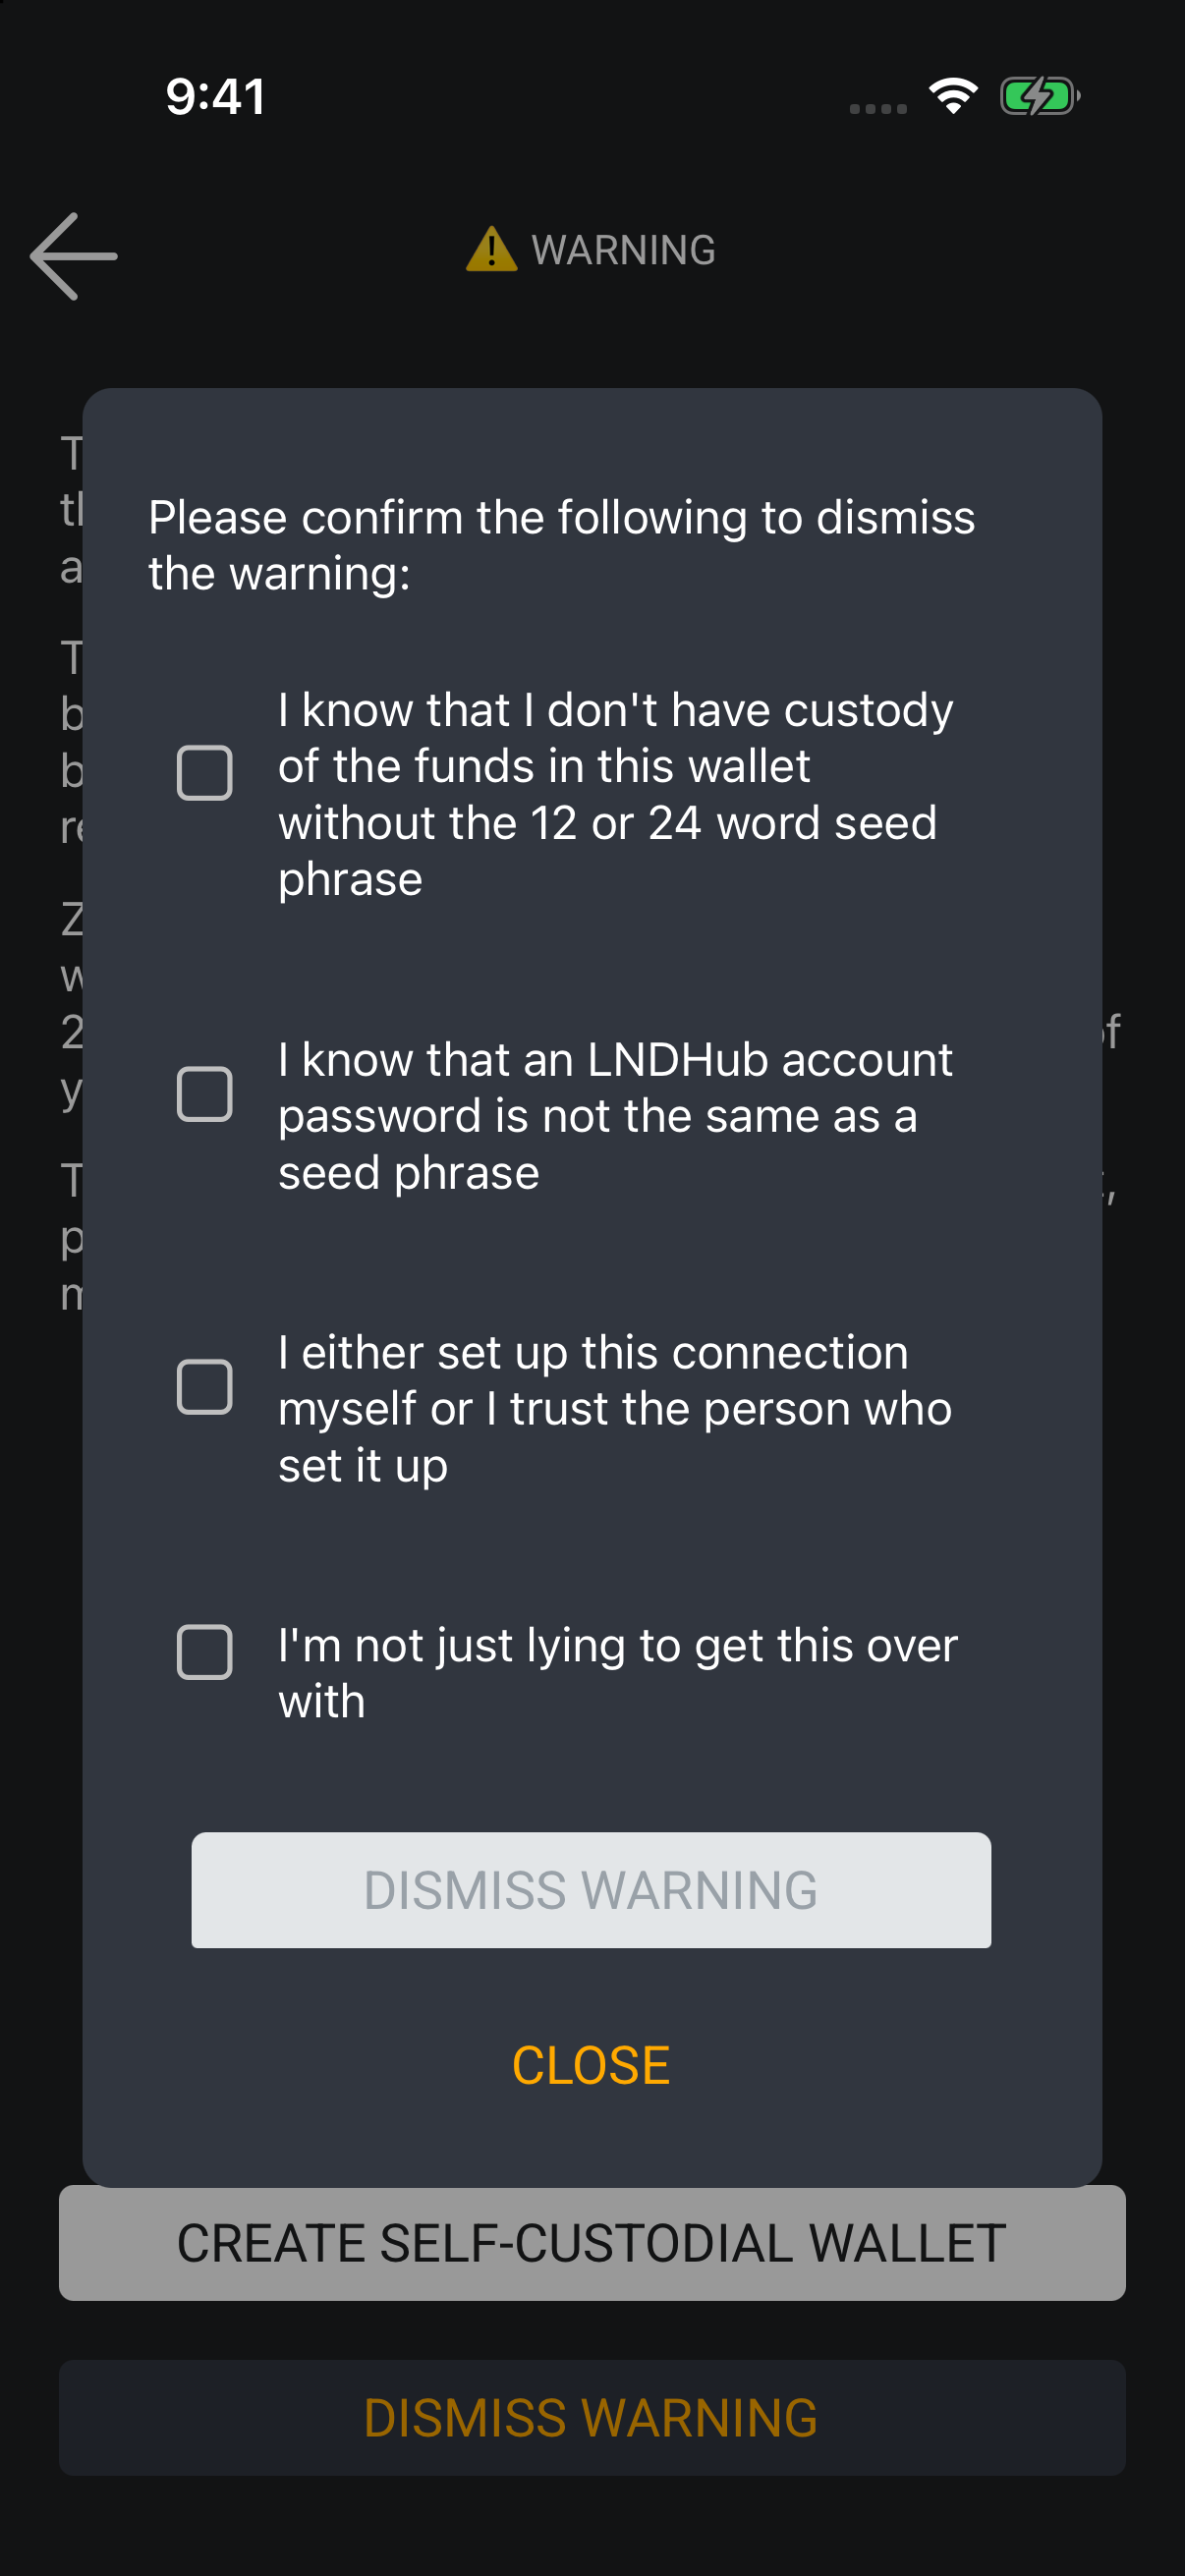 9:41
WARNING
Please confirm the following to dismiss
the warning:
I know that I don't have custody
of the funds in this wallet
without the 12 or 24 word seed
phrase
I know that an LNDHub account
password is not the same as a
seed phrase
I either set up this connection
myself or I trust the person who
set it up
I'm not just lying to get this over
with
DISMISS WARNING
CLOSE
CREATE SELF-CUSTODIAL WALLET
DISMISS WARNING